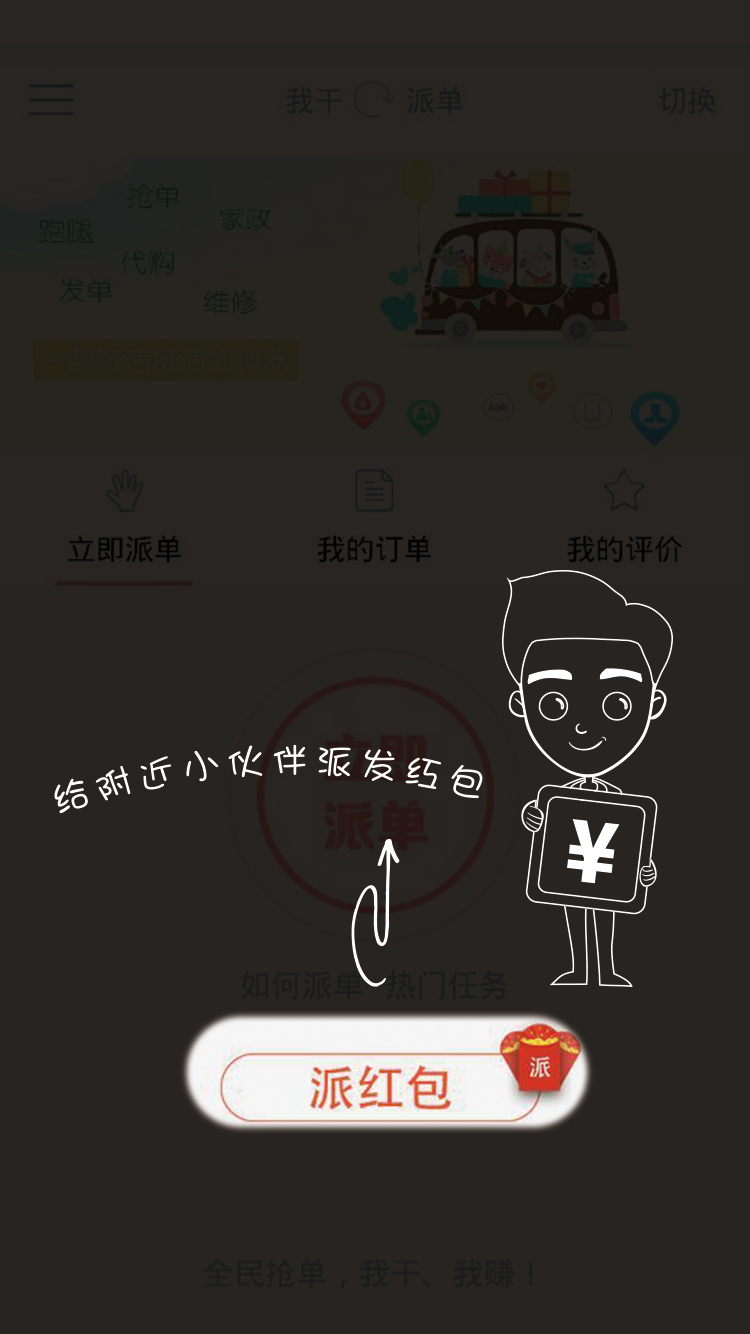 我干 派单 切换
抢单
跑腿 家政
代购
发单 维修
Job
立即派单 我的订单 我的评价
给附近小伙伴派发红包
立即
派单
¥
如何派单 热门任务
派红包 派
全民抢单，我干、我赚！